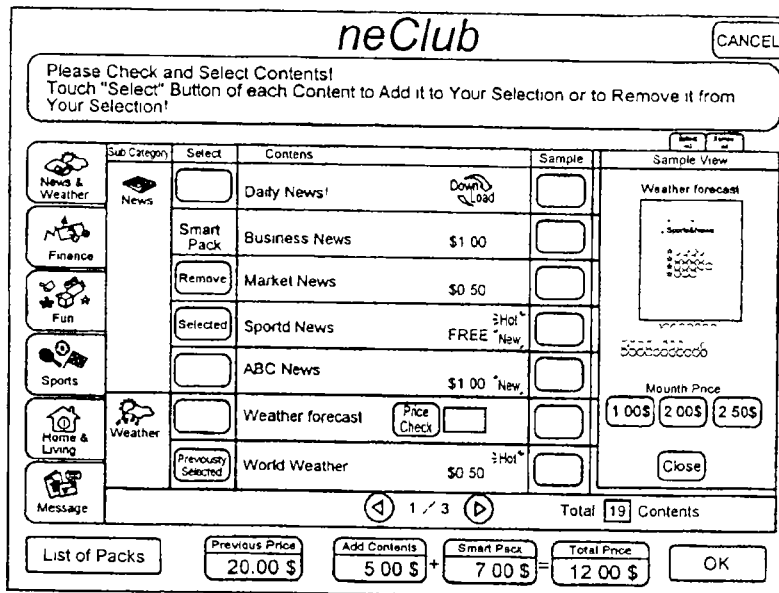 neClub
CANCEL
Please Check and Select Contents!
Touch "Select" Button of each Content to Add it to Your Selection or to Remove it from
Your Selection!
News &
Weather
Finance
Fun
Sports
Home &
Living
Message
Sub Category
Select
Contens
Sample
News
Daily News!
Down
Load
Smart
Pack
Business News
$1 00
Remove
Market News
$0 50
Selected
Sportd News
FREE
Hot
New
ABC News
$1 00
New
Weather
Weather forecast
Price
Check
Previously
Selected
World Weather
$0 50
Hot
Sample View
Weather forecast
Sports&news
Mounth Price
1 00$
2 00$
2 50$
Close
1 / 3
Total 19 Contents
List of Packs
Previous Price
20.00 $
Add Contents
5 00 $
+
Smart Pack
7 00 $
=
Total Price
12 00 $
OK